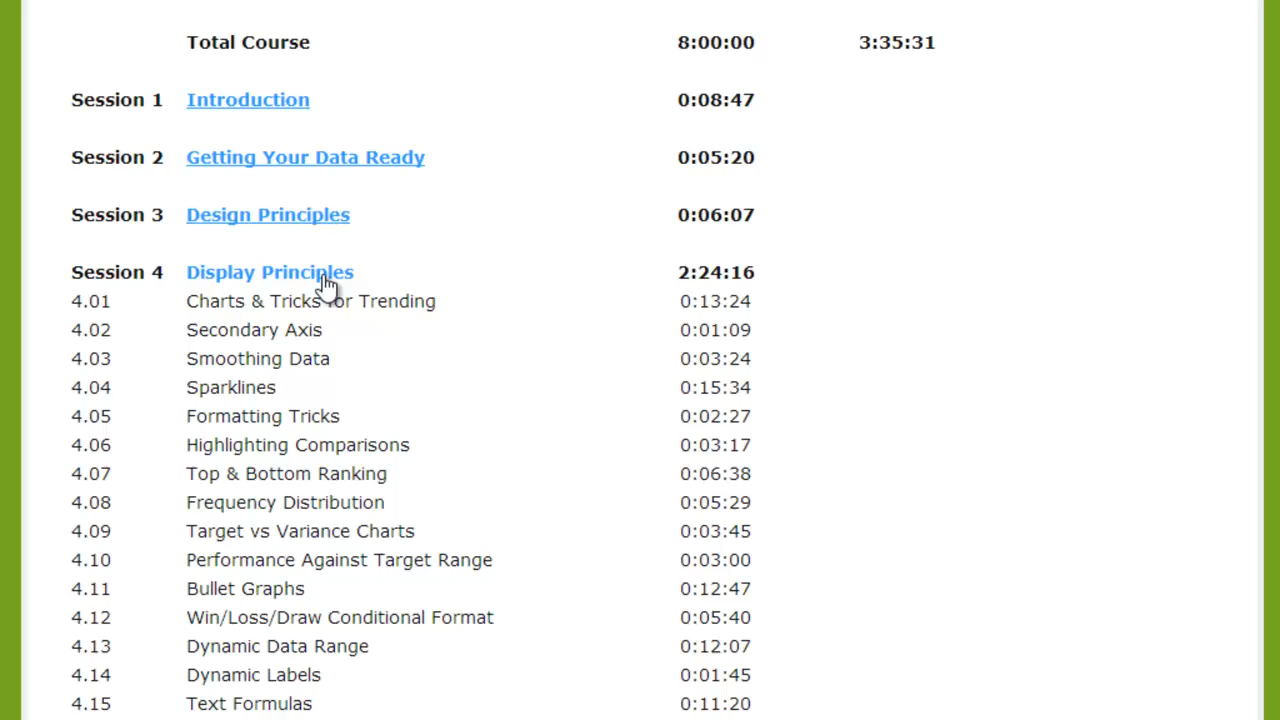 Total Course 8:00:00 3:35:31
Session 1 Introduction 0:08:47
Session 2 Getting Your Data Ready 0:05:20
Session 3 Design Principles 0:06:07
Session 4 Display Principles 2:24:16
4.01 Charts & Tricks for Trending 0:13:24
4.02 Secondary Axis 0:01:09
4.03 Smoothing Data 0:03:24
4.04 Sparklines 0:15:34
4.05 Formatting Tricks 0:02:27
4.06 Highlighting Comparisons 0:03:17
4.07 Top & Bottom Ranking 0:06:38
4.08 Frequency Distribution 0:05:29
4.09 Target vs Variance Charts 0:03:45
4.10 Performance Against Target Range 0:03:00
4.11 Bullet Graphs 0:12:47
4.12 Win/Loss/Draw Conditional Format 0:05:40
4.13 Dynamic Data Range 0:12:07
4.14 Dynamic Labels 0:01:45
4.15 Text Formulas 0:11:20